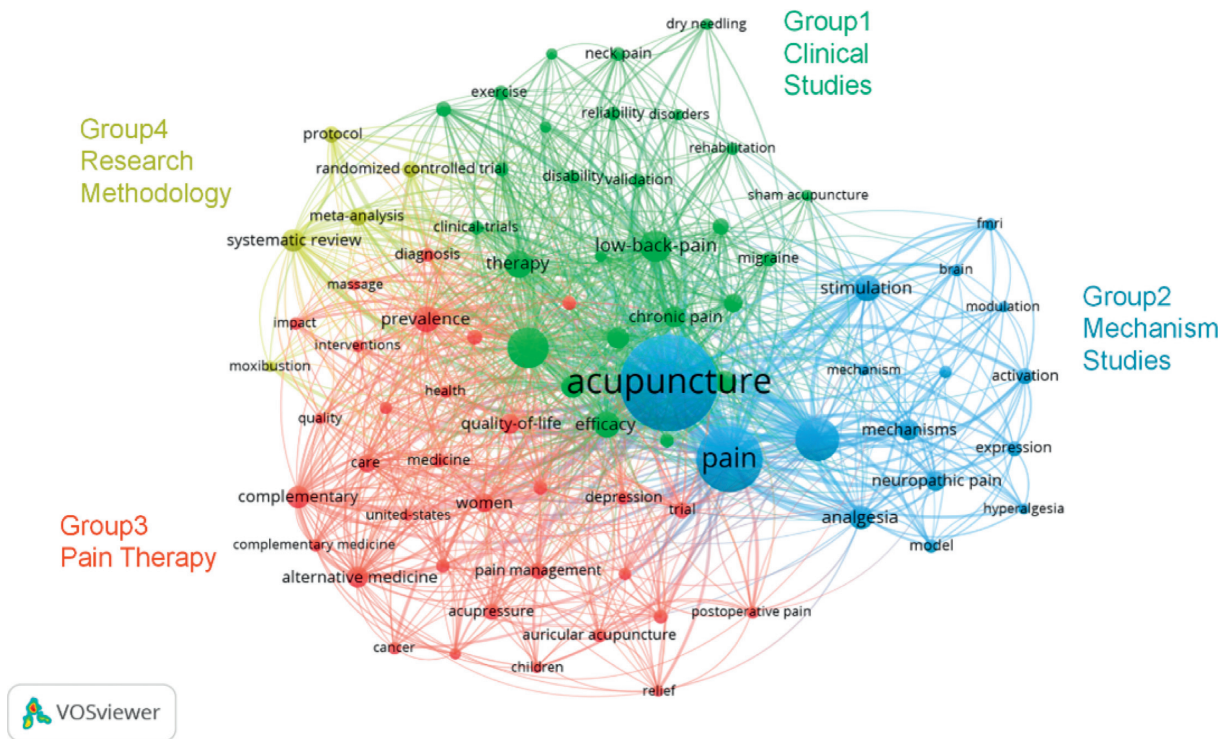 dry needling
Group1
Clinical
Studies
neck pain
exercise
reliability
disorders
Group4
Research
Methodology
protocol
rehabilitation
randomized controlled trial
disability
validation
sham acupuncture
meta-analysis
clinical-trials
fmri
systematic review
low-back-pain
diagnosis
therapy
migraine
brain
massage
stimulation
modulation
Group2
Mechanism
Studies
impact
prevalence
chronic pain
interventions
moxibustion
mechanism
activation
acupuncture
health
quality
quality-of-life
efficacy
mechanisms
expression
care
medicine
pain
neuropathic pain
complementary
women
depression
trial
hyperalgesia
united-states
analgesia
Group3
Pain Therapy
complementary medicine
model
alternative medicine
pain management
acupressure
postoperative pain
auricular acupuncture
cancer
children
relief
VOSviewer